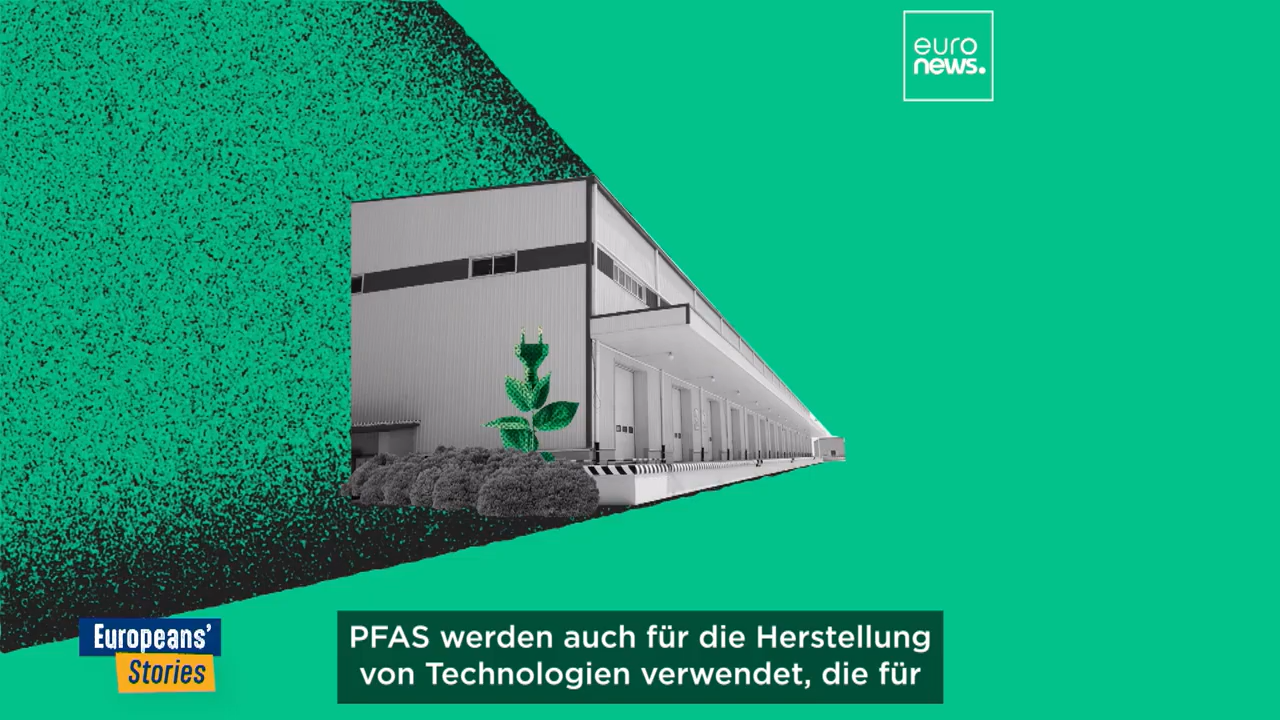 euro
news.
PFAS werden auch für die Herstellung
von Technologien verwendet, die für
Europeans'
Stories